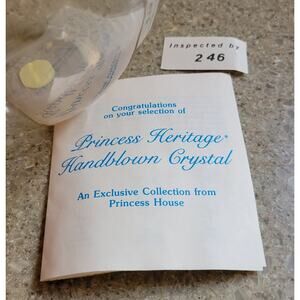 Inspected by
246
Congratulations
on your selection of
Princess Heritage*
Handblown Crystal
An Exclusive Collection from
Princess House